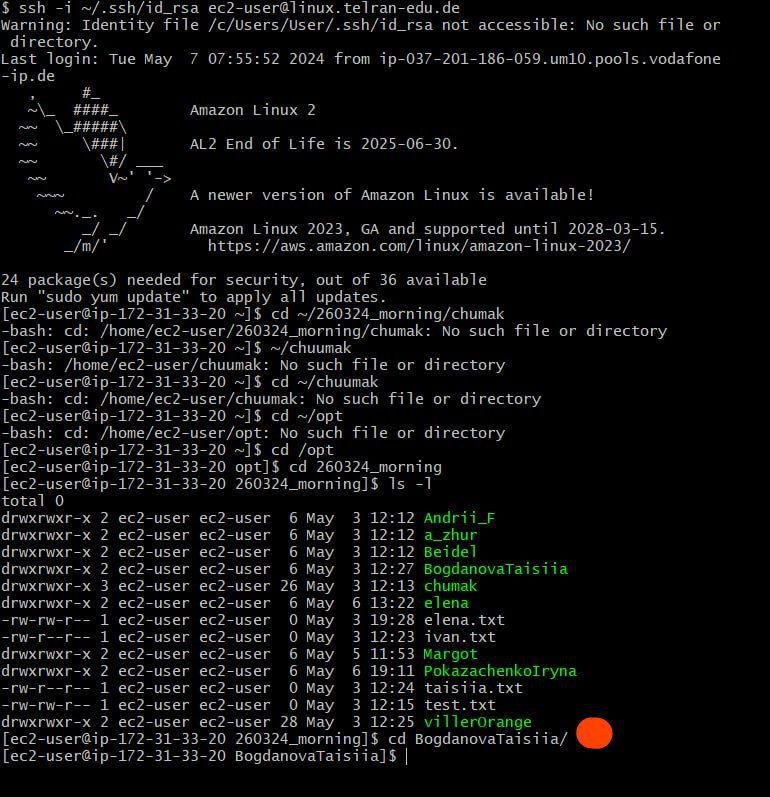 $ ssh -i ~/.ssh/id_rsa ec2-user@linux.telran-edu.de
Warning: Identity file /c/Users/User/.ssh/id_rsa not accessible: No such file or
 directory.
Last login: Tue May  7 07:55:52 2024 from ip-037-201-186-059.um10.pools.vodafone
-ip.de
   ,     #_
   ~\_  ####_        Amazon Linux 2
  ~~  \_#####\
  ~~     \###|       AL2 End of Life is 2025-06-30.
  ~~       \#/ ___
   ~~       V~' '->
    ~~~         /    A newer version of Amazon Linux is available!
      ~~._.   _/
         _/ _/       Amazon Linux 2023, GA and supported until 2028-03-15.
       _/m/'           https://aws.amazon.com/linux/amazon-linux-2023/

24 package(s) needed for security, out of 36 available
Run "sudo yum update" to apply all updates.
[ec2-user@ip-172-31-33-20 ~]$ cd ~/260324_morning/chumak
-bash: cd: /home/ec2-user/260324_morning/chumak: No such file or directory
[ec2-user@ip-172-31-33-20 ~]$ ~/chuumak
-bash: /home/ec2-user/chuumak: No such file or directory
[ec2-user@ip-172-31-33-20 ~]$ cd ~/chuumak
-bash: cd: /home/ec2-user/chuumak: No such file or directory
[ec2-user@ip-172-31-33-20 ~]$ cd ~/opt
-bash: cd: /home/ec2-user/opt: No such file or directory
[ec2-user@ip-172-31-33-20 ~]$ cd /opt
[ec2-user@ip-172-31-33-20 opt]$ cd 260324_morning
[ec2-user@ip-172-31-33-20 260324_morning]$ ls -l
total 0
drwxrwxr-x 2 ec2-user ec2-user  6 May  3 12:12 Andrii_F
drwxrwxr-x 2 ec2-user ec2-user  6 May  3 12:12 a_zhur
drwxrwxr-x 2 ec2-user ec2-user  6 May  3 12:12 Beidel
drwxrwxr-x 2 ec2-user ec2-user  6 May  3 12:27 BogdanovaTaisiia
drwxrwxr-x 3 ec2-user ec2-user 26 May  3 12:13 chumak
drwxrwxr-x 2 ec2-user ec2-user  6 May  6 13:22 elena
-rw-rw-r-- 1 ec2-user ec2-user  0 May  3 19:28 elena.txt
-rw-r--r-- 1 ec2-user ec2-user  0 May  3 12:23 ivan.txt
drwxrwxr-x 2 ec2-user ec2-user  6 May  5 11:53 Margot
drwxrwxr-x 2 ec2-user ec2-user  6 May  6 19:11 PokazachenkoIryna
-rw-r--r-- 1 ec2-user ec2-user  0 May  3 12:24 taisiia.txt
-rw-rw-r-- 1 ec2-user ec2-user  0 May  3 12:15 test.txt
drwxrwxr-x 2 ec2-user ec2-user 28 May  3 12:25 villerOrange
[ec2-user@ip-172-31-33-20 260324_morning]$ cd BogdanovaTaisiia/
[ec2-user@ip-172-31-33-20 BogdanovaTaisiia]$